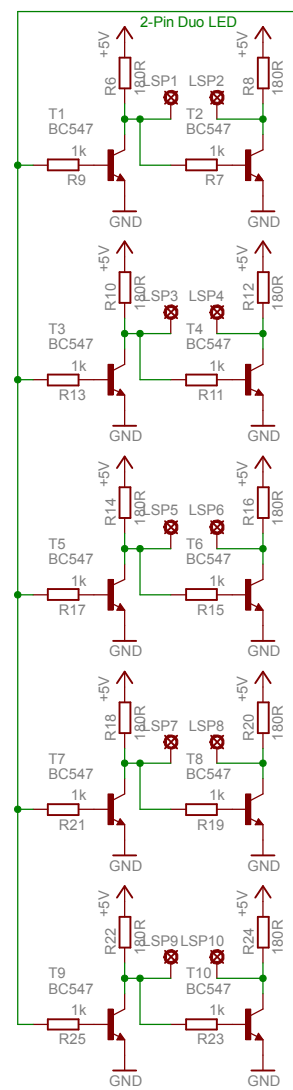 2-Pin Duo LED
+5V
+5V
R6
180R
LSP1
LSP2
R8
180R
T1
BC547
T2
BC547
1k
R9
1k
R7
GND
GND
+5V
+5V
R10
180R
LSP3
LSP4
R12
180R
T3
BC547
T4
BC547
1k
R13
1k
R11
GND
GND
+5V
+5V
R14
180R
LSP5
LSP6
R16
180R
T5
BC547
T6
BC547
1k
R17
1k
R15
GND
GND
+5V
+5V
R18
180R
LSP7
LSP8
R20
180R
T7
BC547
T8
BC547
1k
R21
1k
R19
GND
GND
+5V
+5V
R22
180R
LSP9
LSP10
R24
180R
T9
BC547
T10
BC547
1k
R25
1k
R23
GND
GND